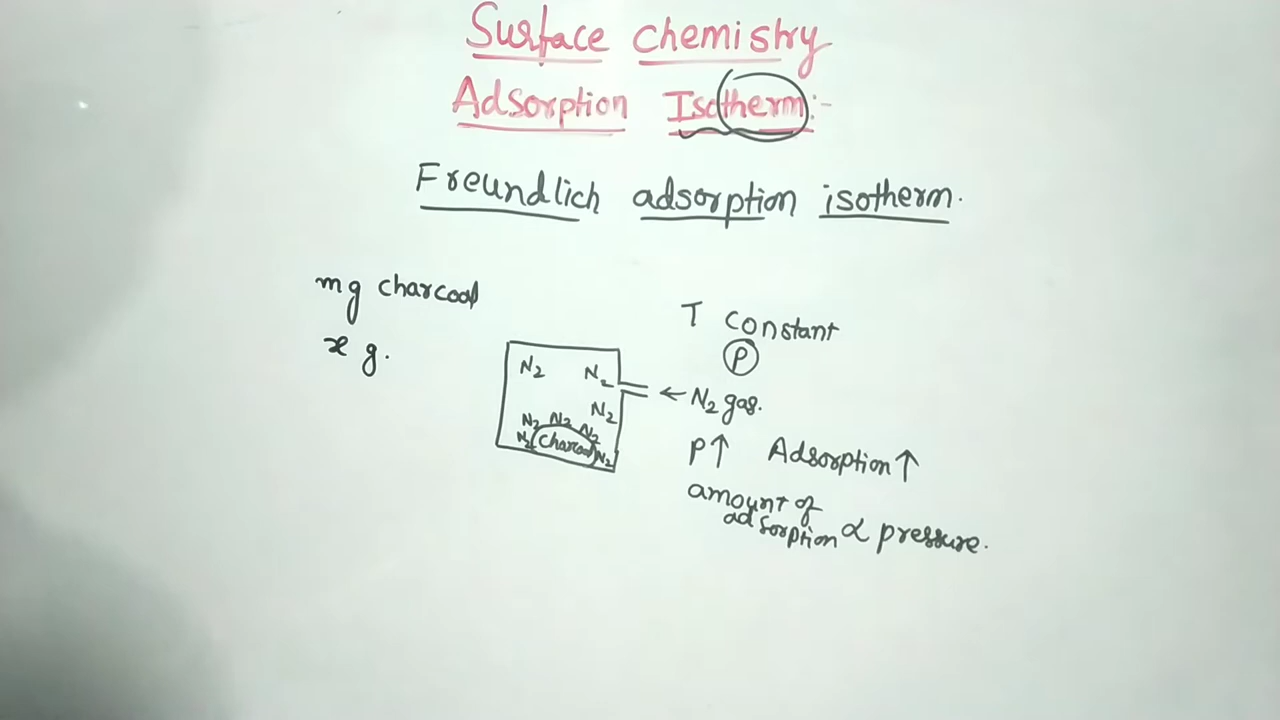 Surface chemistry
Adsorption Isotherm:-
Freundlich adsorption isotherm.
mg charcoal
x g.
T constant
P
N2 N2
← N2 gas.
N2
N2 N2 N2
N2 Charcoal N2
P↑ Adsorption ↑
amount of
adsorption ∝ pressure.